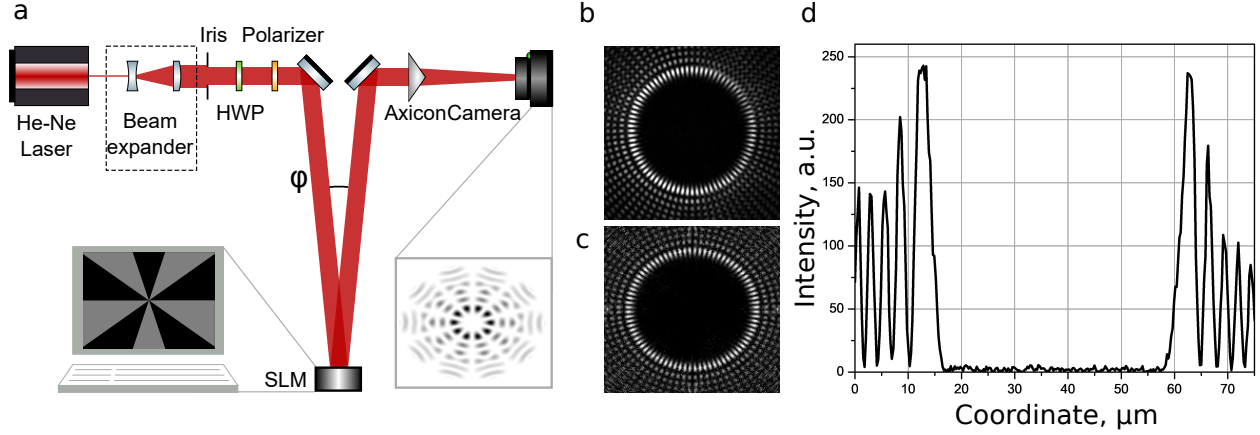 a
Iris Polarizer
HWP
He-Ne
Laser
Beam
expander
AxiconCamera
φ
SLM
b
c
d
250
200
150
100
50
0
Intensity, a.u.
0 10 20 30 40 50 60 70
Coordinate, μm